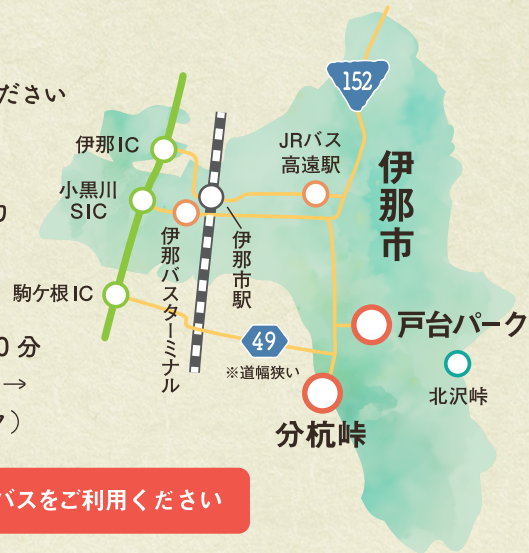 ださい
152
伊那IC
JRバス
高遠駅
伊那市
小黒川
SIC
伊那バスターミナル
伊那市駅
駒ケ根IC
戸台パーク
0分
49
※道幅狭い
→
北沢峠
分杭峠
バスをご利用ください